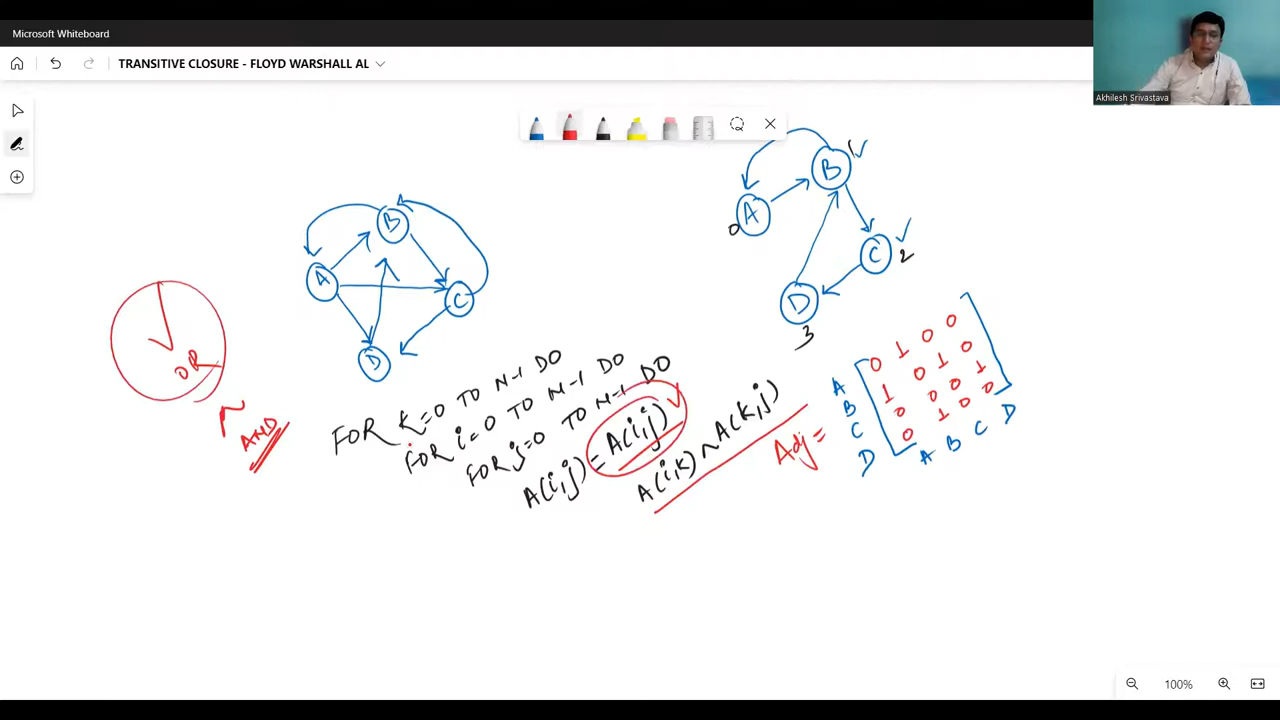 Microsoft Whiteboard
TRANSITIVE CLOSURE - FLOYD WARSHALL AL
Akhilesh Srivastava
B 1
A
0
C
2
D
3
B
A
C
D
OR
AND
FOR K=0 TO N-1 DO
FOR i=0 TO N-1 DO
FOR j=0 TO N-1 DO
A(i,j) = A(i,j) ✓
A(i,k) ~ A(k,j)
Adj =
A 0 1 0 0
B 1 0 1 0
C 0 0 0 1
D 0 1 0 0
A B C D
100%